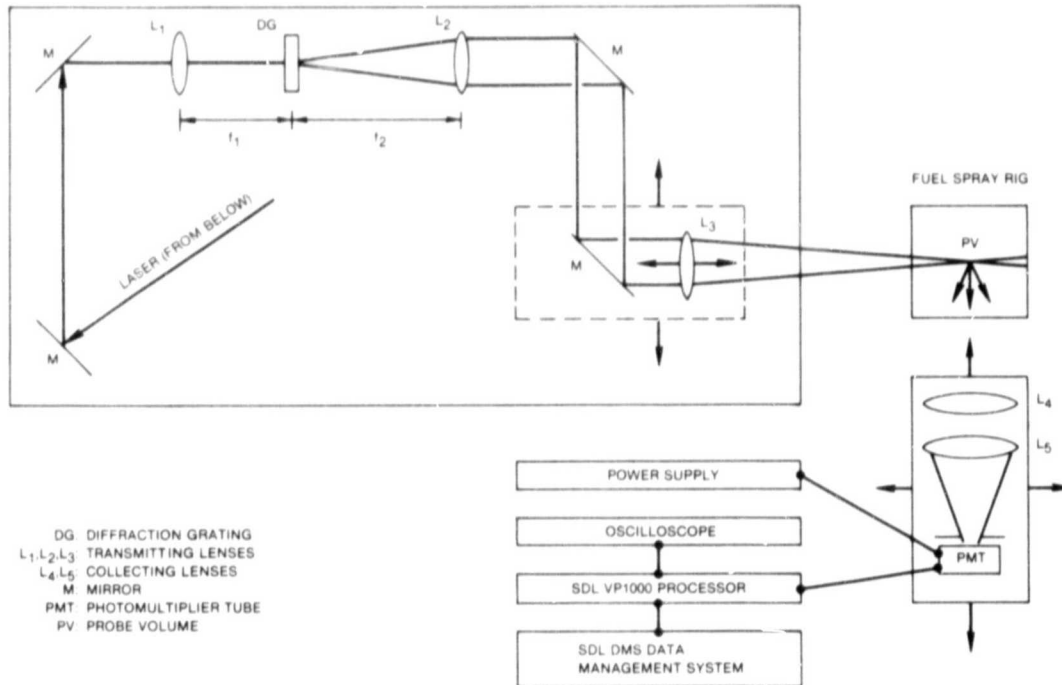 L1
DG
L2
M
M
f1
f2
LASER (FROM BELOW)
M
M
L3
FUEL SPRAY RIG
PV
L4
L5
PMT
POWER SUPPLY
OSCILLOSCOPE
SDL VP1000 PROCESSOR
SDL DMS DATA
MANAGEMENT SYSTEM
DG: DIFFRACTION GRATING
L1,L2,L3: TRANSMITTING LENSES
L4,L5: COLLECTING LENSES
M: MIRROR
PMT: PHOTOMULTIPLIER TUBE
PV: PROBE VOLUME